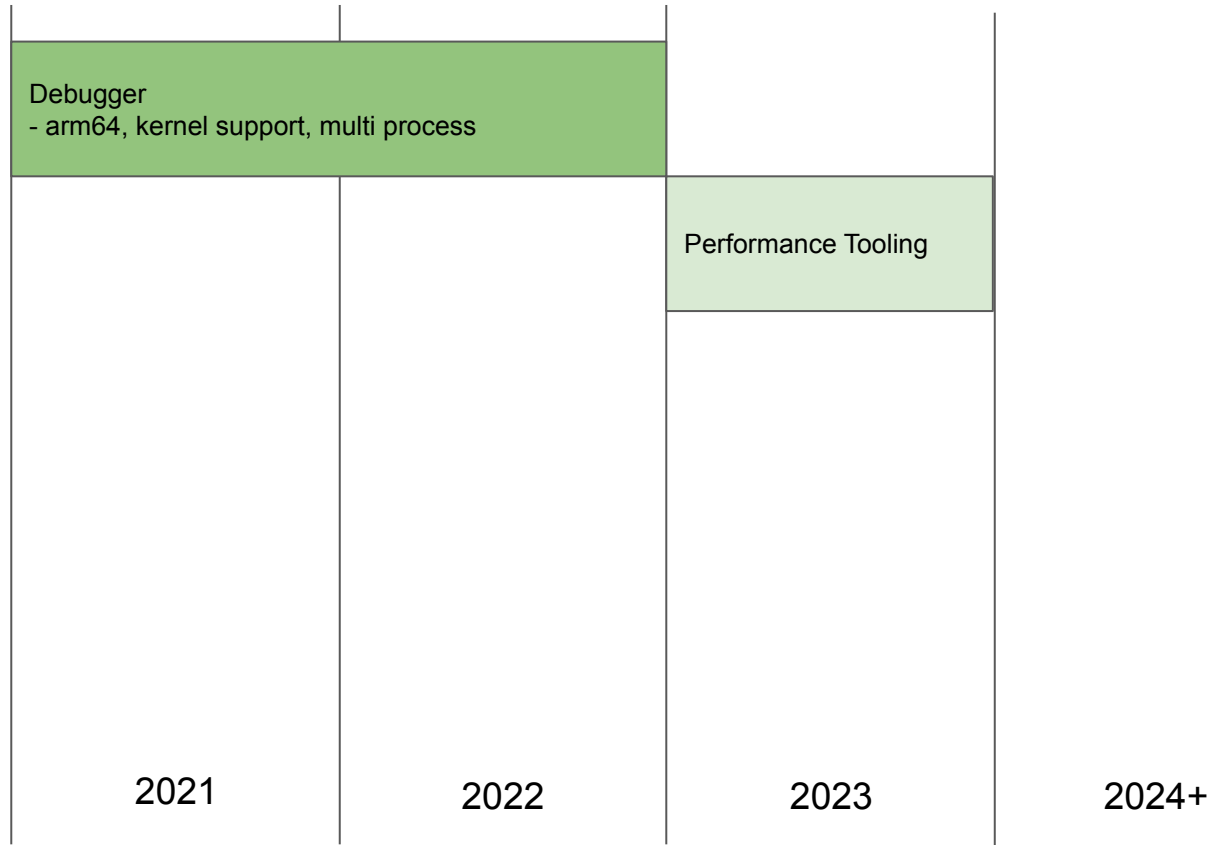 Debugger
- arm64, kernel support, multi process
Performance Tooling
2021
2022
2023
2024+